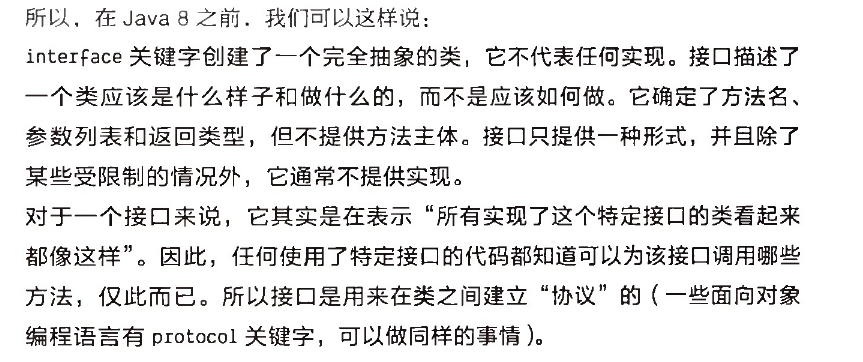 所以，在 Java 8 之前，我们可以这样说：
interface 关键字创建了一个完全抽象的类，它不代表任何实现。接口描述了
一个类应该是什么样子和做什么的，而不是应该如何做。它确定了方法名、
参数列表和返回类型，但不提供方法主体。接口只提供一种形式，并且除了
某些受限制的情况外，它通常不提供实现。
对于一个接口来说，它其实是在表示“所有实现了这个特定接口的类看起来
都像这样”。因此，任何使用了特定接口的代码都知道可以为该接口调用哪些
方法，仅此而已。所以接口是用来在类之间建立“协议”的（一些面向对象
编程语言有 protocol 关键字，可以做同样的事情）。